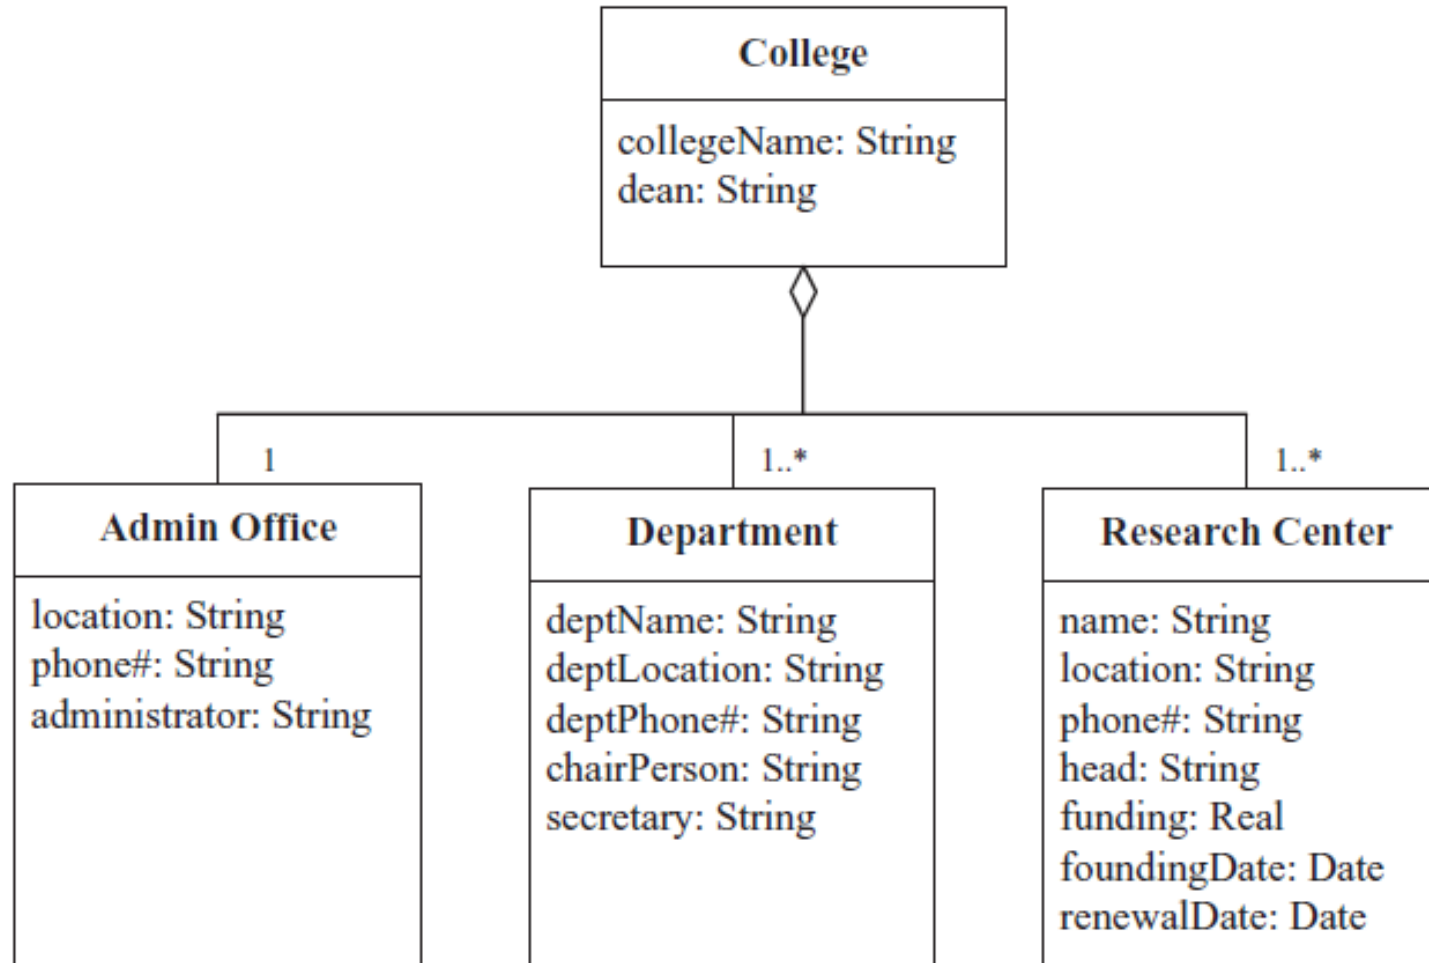 College
collegeName: String
dean: String
1
1..*
1..*
Admin Office
location: String
phone#: String
administrator: String
Department
deptName: String
deptLocation: String
deptPhone#: String
chairPerson: String
secretary: String
Research Center
name: String
location: String
phone#: String
head: String
funding: Real
foundingDate: Date
renewalDate: Date